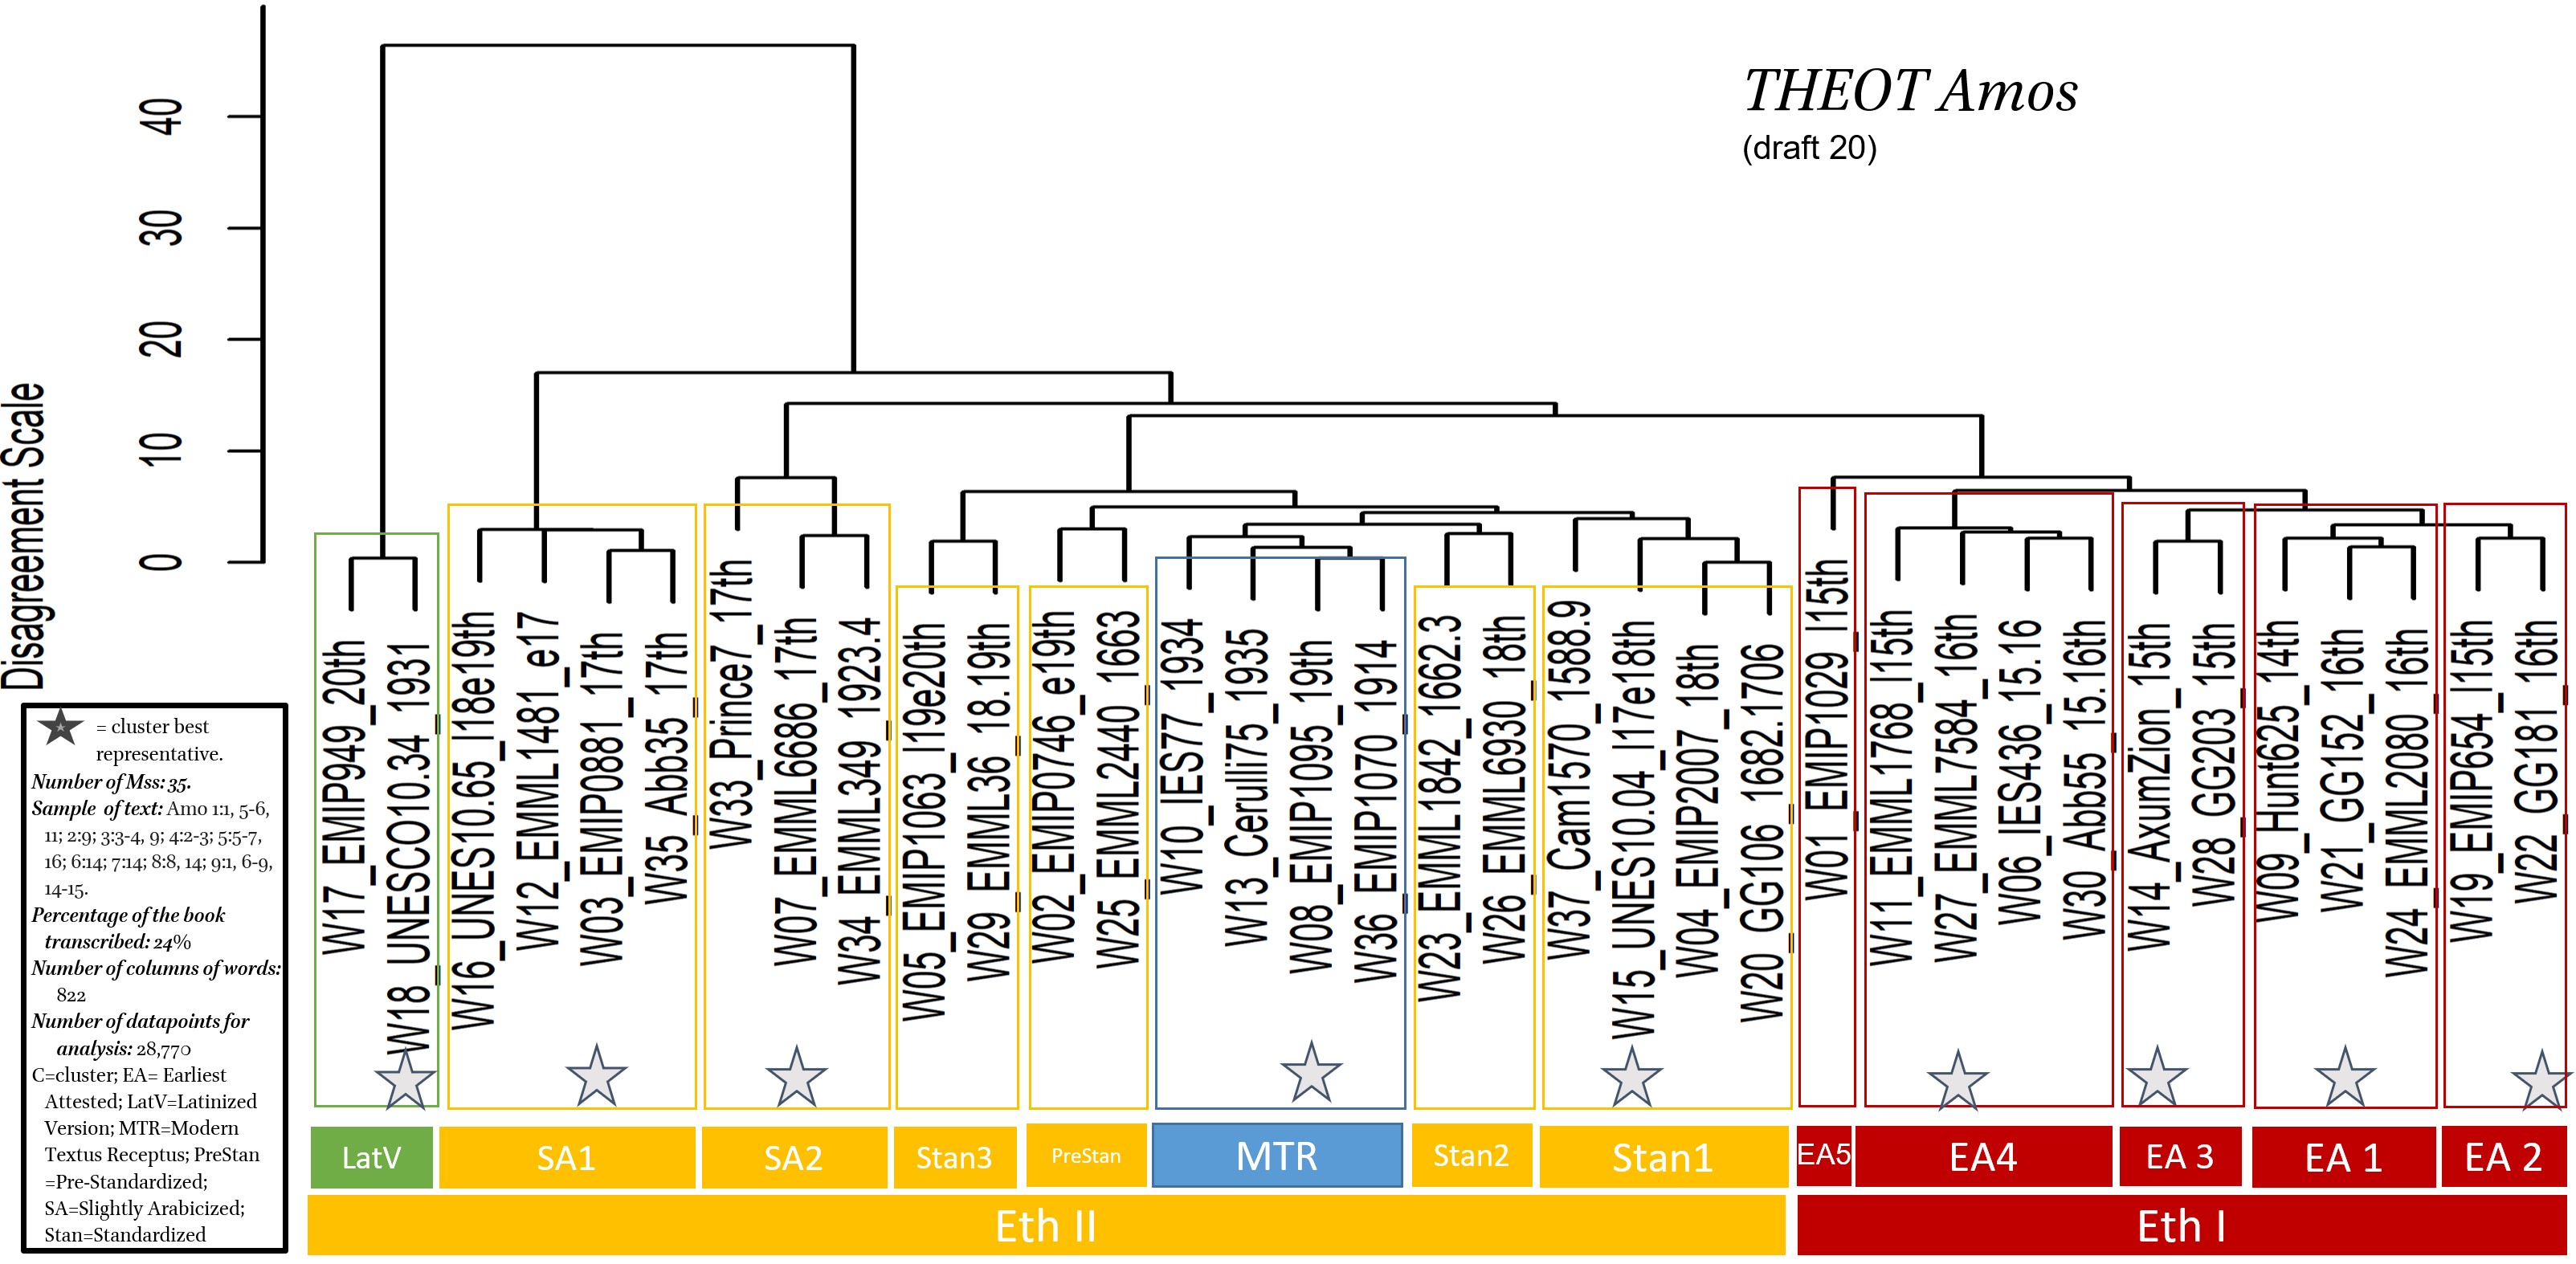 THEOT Amos
(draft 20)
Disagreement Scale
40
30
20
10
0
W17_EMIP949_20th
W18_UNESCO10.34_1931
W16_UNES10.65_l18e19th
W12_EMML1481_e17
W03_EMIP0881_17th
W35_Abb35_17th
W33_Prince7_17th
W07_EMML6686_17th
W34_EMML349_1923.4
W05_EMIP1063_l19e20th
W29_EMML36_18.19th
W02_EMIP0746_e19th
W25_EMML2440_1663
W10_IES77_1934
W13_Cerulli75_1935
W08_EMIP1095_19th
W36_EMIP1070_1914
W23_EMML1842_1662.3
W26_EMML6930_18th
W37_Cam1570_1588.9
W15_UNES10.04_l17e18th
W04_EMIP2007_18th
W20_GG106_1682.1706
W01_EMIP1029_l15th
W11_EMML1768_l15th
W27_EMML7584_16th
W06_IES436_15.16
W30_Abb55_15.16th
W14_AxumZion_15th
W28_GG203_15th
W09_Hunt625_14th
W21_GG152_16th
W24_EMML2080_16th
W19_EMIP654_l15th
W22_GG181_16th
= cluster best
representative.
Number of Mss: 35.
Sample of text: Amo 1:1, 5-6,
11; 2:9; 3:3-4, 9; 4:2-3; 5:5-7,
16; 6:14; 7:14; 8:8, 14; 9:1, 6-9,
14-15.
Percentage of the book
transcribed: 24%
Number of columns of words:
822
Number of datapoints for
analysis: 28,770
C=cluster; EA= Earliest
Attested; LatV=Latinized
Version; MTR=Modern
Textus Receptus; PreStan
=Pre-Standardized;
SA=Slightly Arabicized;
Stan=Standardized
LatV
SA1
SA2
Stan3
PreStan
MTR
Stan2
Stan1
EA5
EA4
EA 3
EA 1
EA 2
Eth II
Eth I